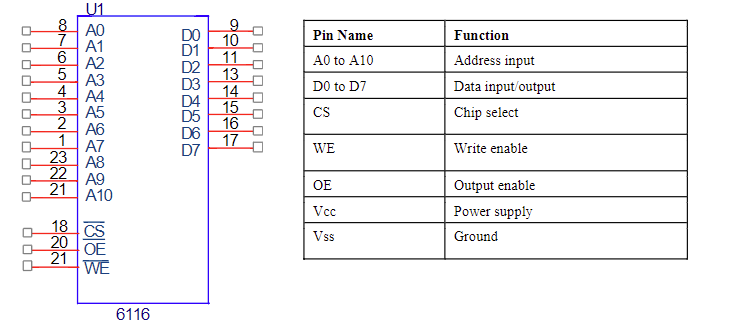 U1
8 A0 D0 9
7 A1 D1 10
6 A2 D2 11
5 A3 D3 13
4 A4 D4 14
3 A5 D5 15
2 A6 D6 16
1 A7 D7 17
23 A8
22 A9
21 A10
18 CS
20 OE
21 WE
6116
Pin Name Function
A0 to A10 Address input
D0 to D7 Data input/output
CS Chip select
WE Write enable
OE Output enable
Vcc Power supply
Vss Ground